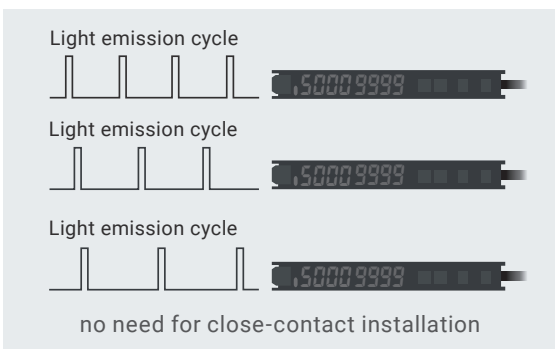 Light emission cycle
5000 9999
Light emission cycle
5000 9999
Light emission cycle
5000 9999
no need for close-contact installation